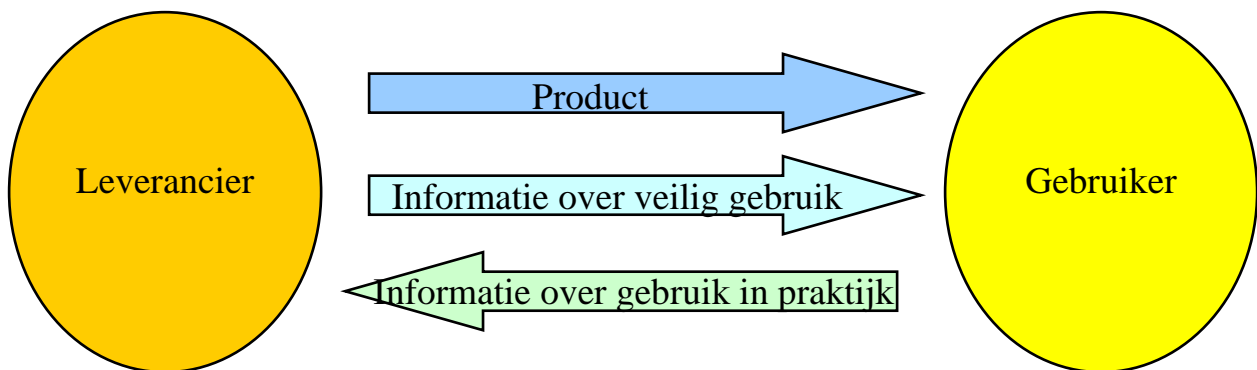 Product
Leverancier
Informatie over veilig gebruik
Gebruiker
Informatie over gebruik in praktijk